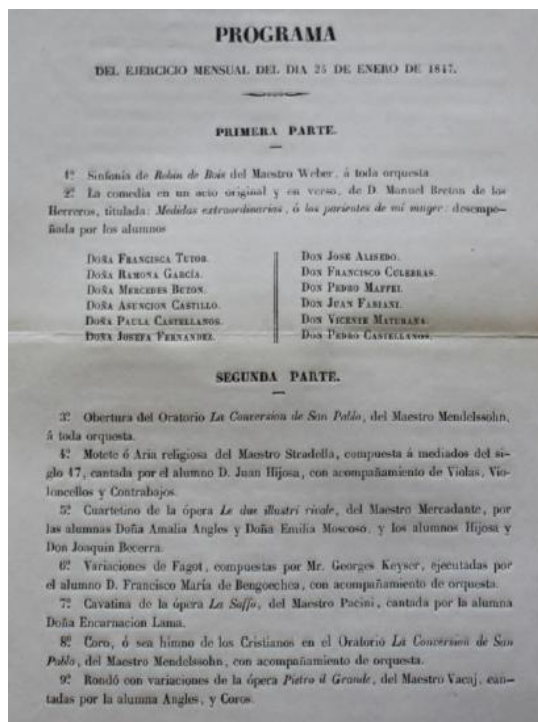 PROGRAMA
DEL EJERCICIO MENSUAL DEL DIA 25 DE ENERO DE 1847.
PRIMERA PARTE.
1º Sinfonía de Robin de Bois del Maestro Weber, á toda orquesta.
2º La comedia en un acto original y en verso, de D. Manuel Breton de los
Herreros, titulada: Medidas extraordinarias, ó los parientes de mi muger: desempe-
ñada por los alumnos
DOÑA FRANCISCA TUTOR.
DOÑA RAMONA GARCÍA.
DOÑA MERCEDES BUZON.
DOÑA ASUNCION CASTILLO.
DOÑA PAULA CASTELLANOS.
DOÑA JOSEFA FERNANDEZ.
DON JOSÉ ALISEDO.
DON FRANCISCO CULEBRAS.
DON PEDRO MAFFEI.
DON JUAN FABIANI.
DON VICENTE MATURANA.
DON PEDRO CASTELLANOS.
SEGUNDA PARTE.
3º Obertura del Oratorio La Conversion de San Pablo, del Maestro Mendelssohn,
á toda orquesta.
4º Motete ó Aria religiosa del Maestro Stradella, compuesta á mediados del si-
glo 17, cantada por el alumno D. Juan Hijosa, con acompañamiento de Violas, Vio-
loncellos y Contrabajos.
5º Cuartetino de la ópera Le due illustri rivale, del Maestro Mercadante, por
las alumnas Doña Amalia Angles y Doña Emilia Moscoso, y los alumnos Hijosa y
Don Joaquin Becerra.
6º Variaciones de Fagot, compuestas por Mr. Georges Keyser, ejecutadas por
el alumno D. Francisco María de Bengoechea, con acompañamiento de orquesta.
7º Cavatina de la ópera La Saffo, del Maestro Pacini, cantada por la alumna
Doña Encarnacion Lama.
8º Coro, ó sea himno de los Cristianos en el Oratorio La Conversion de San
Pablo, del Maestro Mendelssohn, con acompañamiento de orquesta.
9º Rondó con variaciones de la ópera Pietro il Grande, del Maestro Vacaj, can-
tadas por la alumna Angles, y Coros.